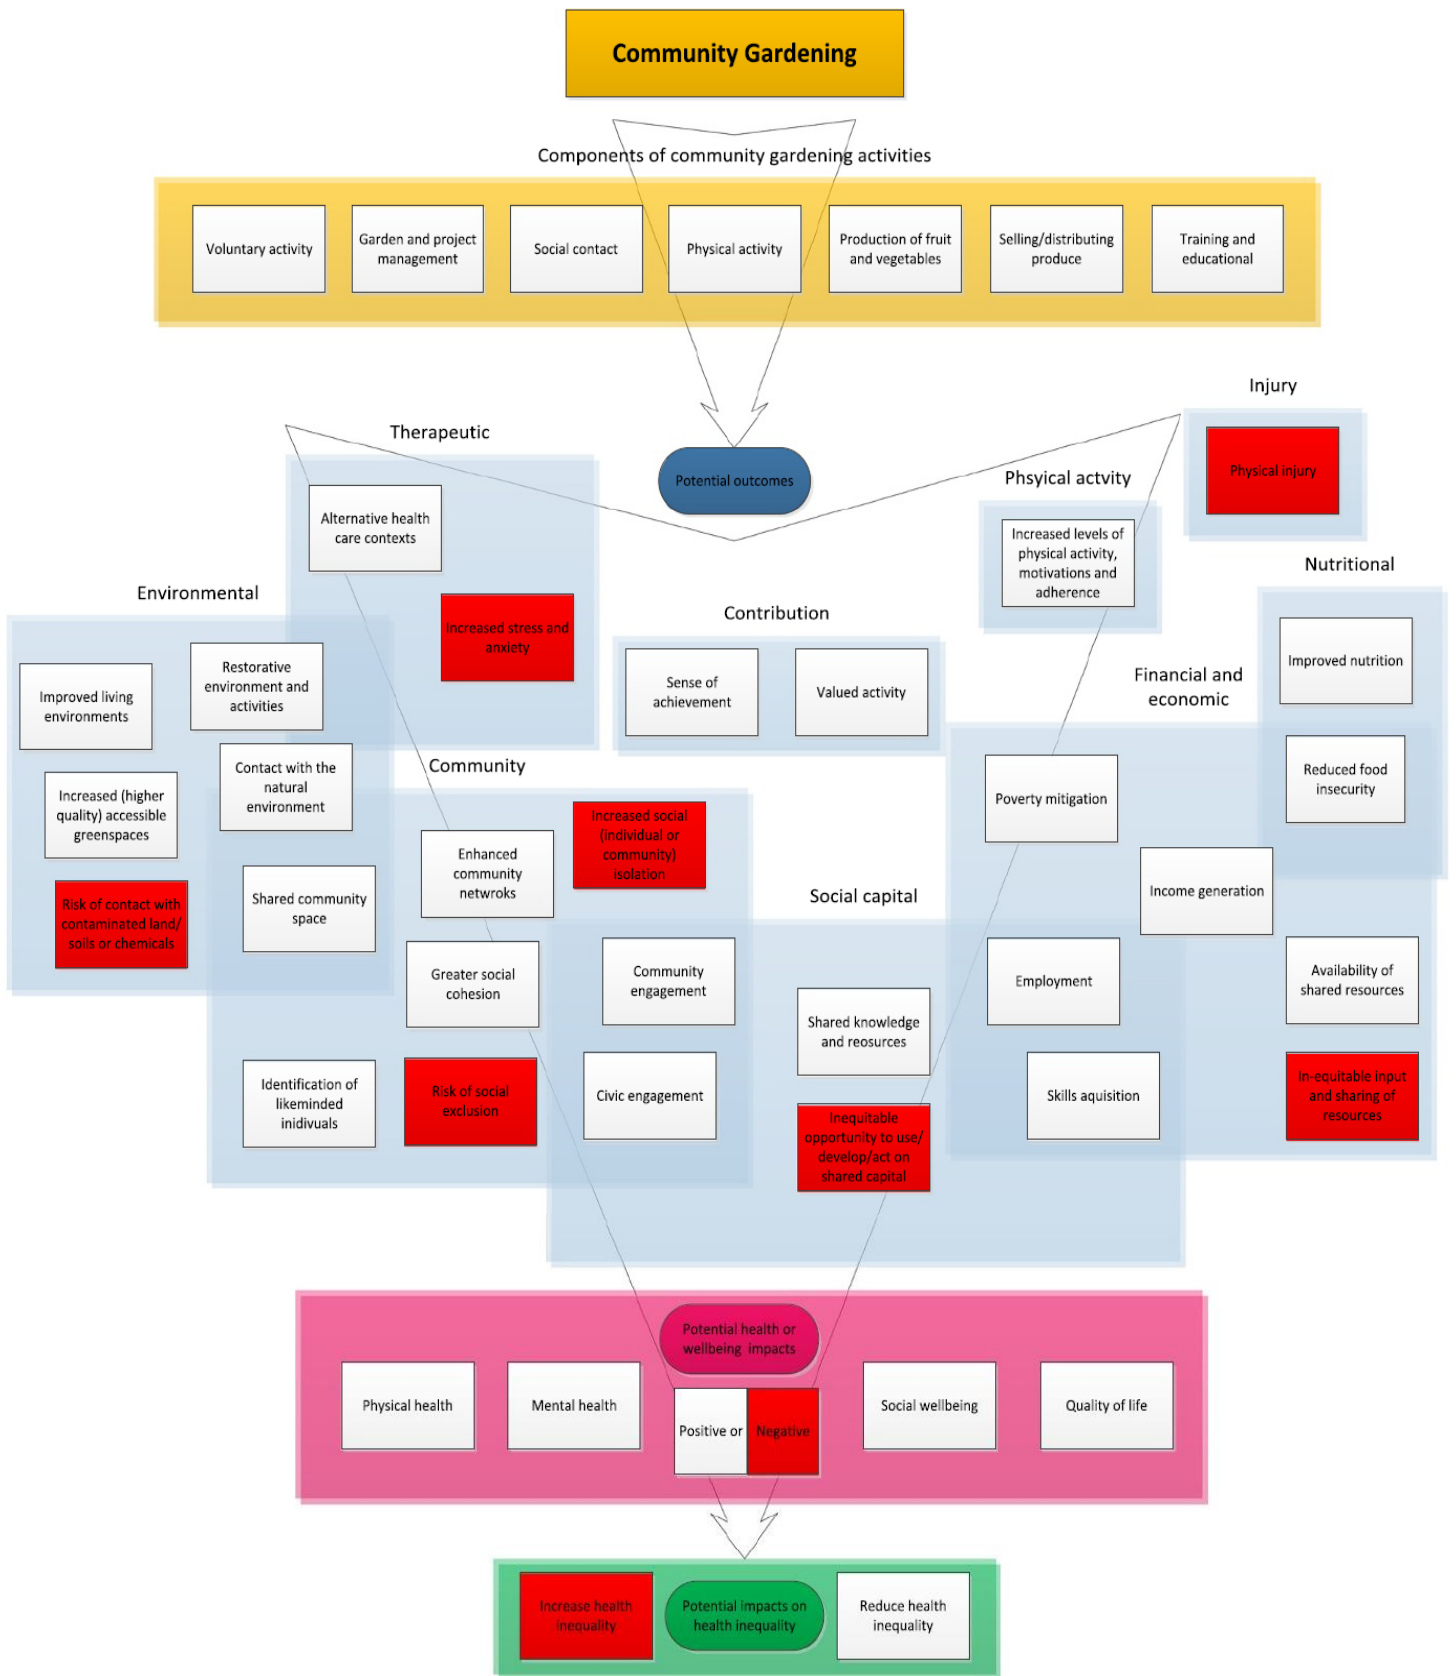 Community Gardening
Components of community gardening activities
Voluntary activity
Garden and project
management
Social contact
Physical activity
Production of fruit
and vegetables
Selling/distributing
produce
Training and
educational
Potential outcomes
Injury
Physical injury
Therapeutic
Alternative health
care contexts
Increased stress and
anxiety
Phsyical actvity
Increased levels of
physical activity,
motivations and
adherence
Nutritional
Improved nutrition
Reduced food
insecurity
Environmental
Improved living
environments
Restorative
environment and
activities
Contact with the
natural
environment
Increased (higher
quality) accessible
greenspaces
Shared community
space
Risk of contact with
contaminated land/
soils or chemicals
Contribution
Sense of
achievement
Valued activity
Financial and
economic
Poverty mitigation
Income generation
Employment
Availability of
shared resources
Skills aquisition
In-equitable input
and sharing of
resources
Community
Enhanced
community
netwroks
Increased social
(individual or
community)
isolation
Greater social
cohesion
Community
engagement
Identification of
likeminded
inidivuals
Risk of social
exclusion
Civic engagement
Social capital
Shared knowledge
and reosurces
Inequitable
opportunity to use/
develop/act on
shared capital
Potential health or
wellbeing impacts
Physical health
Mental health
Positive or
Negative
Social wellbeing
Quality of life
Increase health
inequality
Potential impacts on
health inequality
Reduce health
inequality